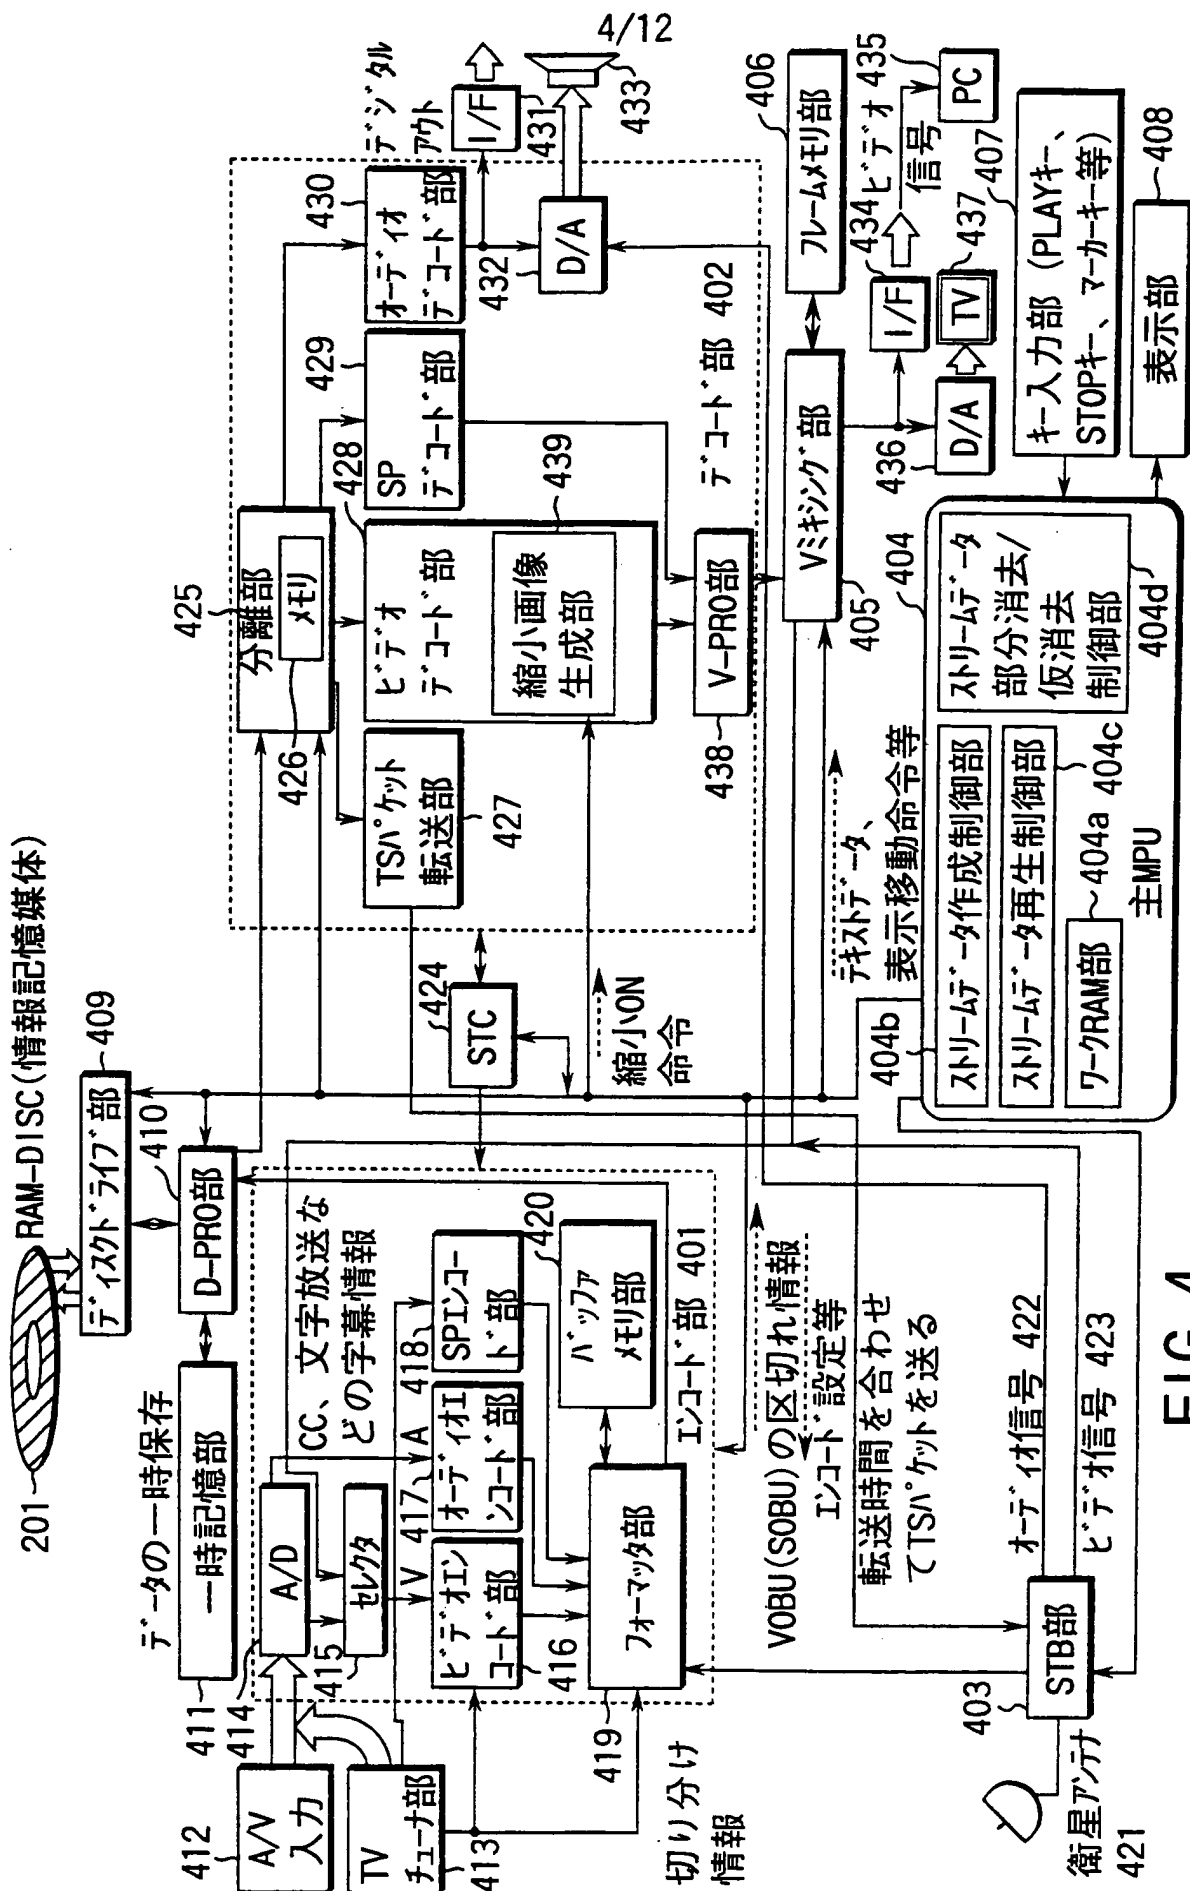 4/12
RAM-DISC(情報記憶媒体)
201
ディスクドライブ部
409
D-PRO部
410
データの一時保存
一時記憶部
411
A/V
入力
412
TV
チューナ部
413
A/D
414
セレクタ
415
CC、文字放送な
どの字幕情報
V
A
ビデオエン
コード部
416
オーディオエ
ンコード部
417
SPエンコー
ド部
418
フォーマッタ部
419
バッファ
メモリ部
420
エンコード部 401
切り分け
情報
VOBU(SOBU)の区切れ情報
エンコード設定等
転送時間を合わせ
てTSパケットを送る
STC
424
縮小ON
命令
分離部
425
メモリ
426
TSパケット
転送部
427
ビデオ
デコード部
428
縮小画像
生成部
439
SP
デコード部
429
オーディオ
デコード部
430
デジタル
アウト
I/F
431
D/A
432
433
V-PRO部
438
デコード部 402
Vミキシング部
405
フレームメモリ部
406
I/F
434
ビデオ
信号
PC
435
D/A
436
TV
437
キー入力部 (PLAYキー、
STOPキー、マーカーキー等)
407
表示部
408
テキストデータ、
表示移動命令等
404
ストリームデータ作成制御部
404b
ストリームデータ再生制御部
404c
ワークRAM部
404a
ストリームデータ
部分消去/
仮消去
制御部
404d
主MPU
オーディオ信号 422
ビデオ信号 423
STB部
403
衛星アンテナ
421
FIG. 4